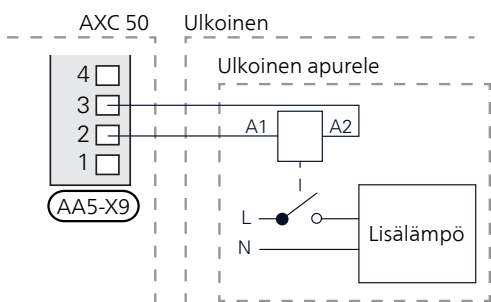 AXC 50
Ulkoinen
Ulkoinen apurele
4
3
2
1
A1
A2
AA5-X9
L
N
Lisälämpö